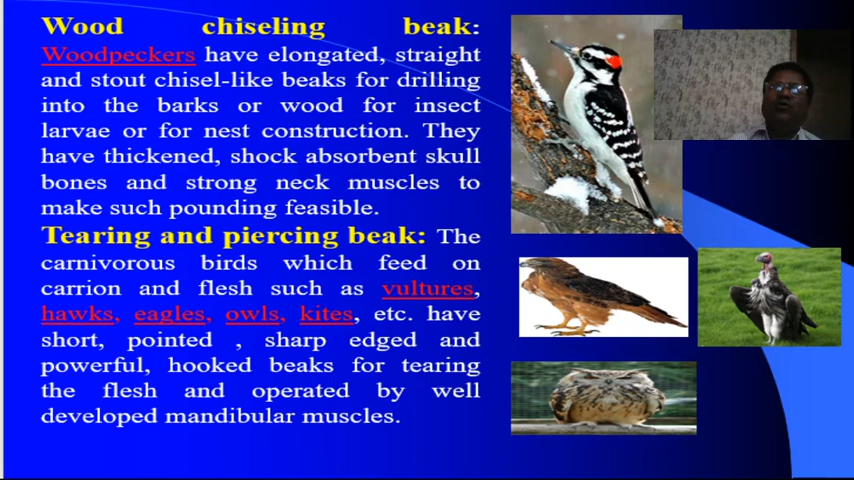 Wood chiseling beak:
Woodpeckers have elongated, straight
and stout chisel-like beaks for drilling
into the barks or wood for insect
larvae or for nest construction. They
have thickened, shock absorbent skull
bones and strong neck muscles to
make such pounding feasible.
Tearing and piercing beak: The
carnivorous birds which feed on
carrion and flesh such as vultures,
hawks, eagles, owls, kites, etc. have
short, pointed , sharp edged and
powerful, hooked beaks for tearing
the flesh and operated by well
developed mandibular muscles.